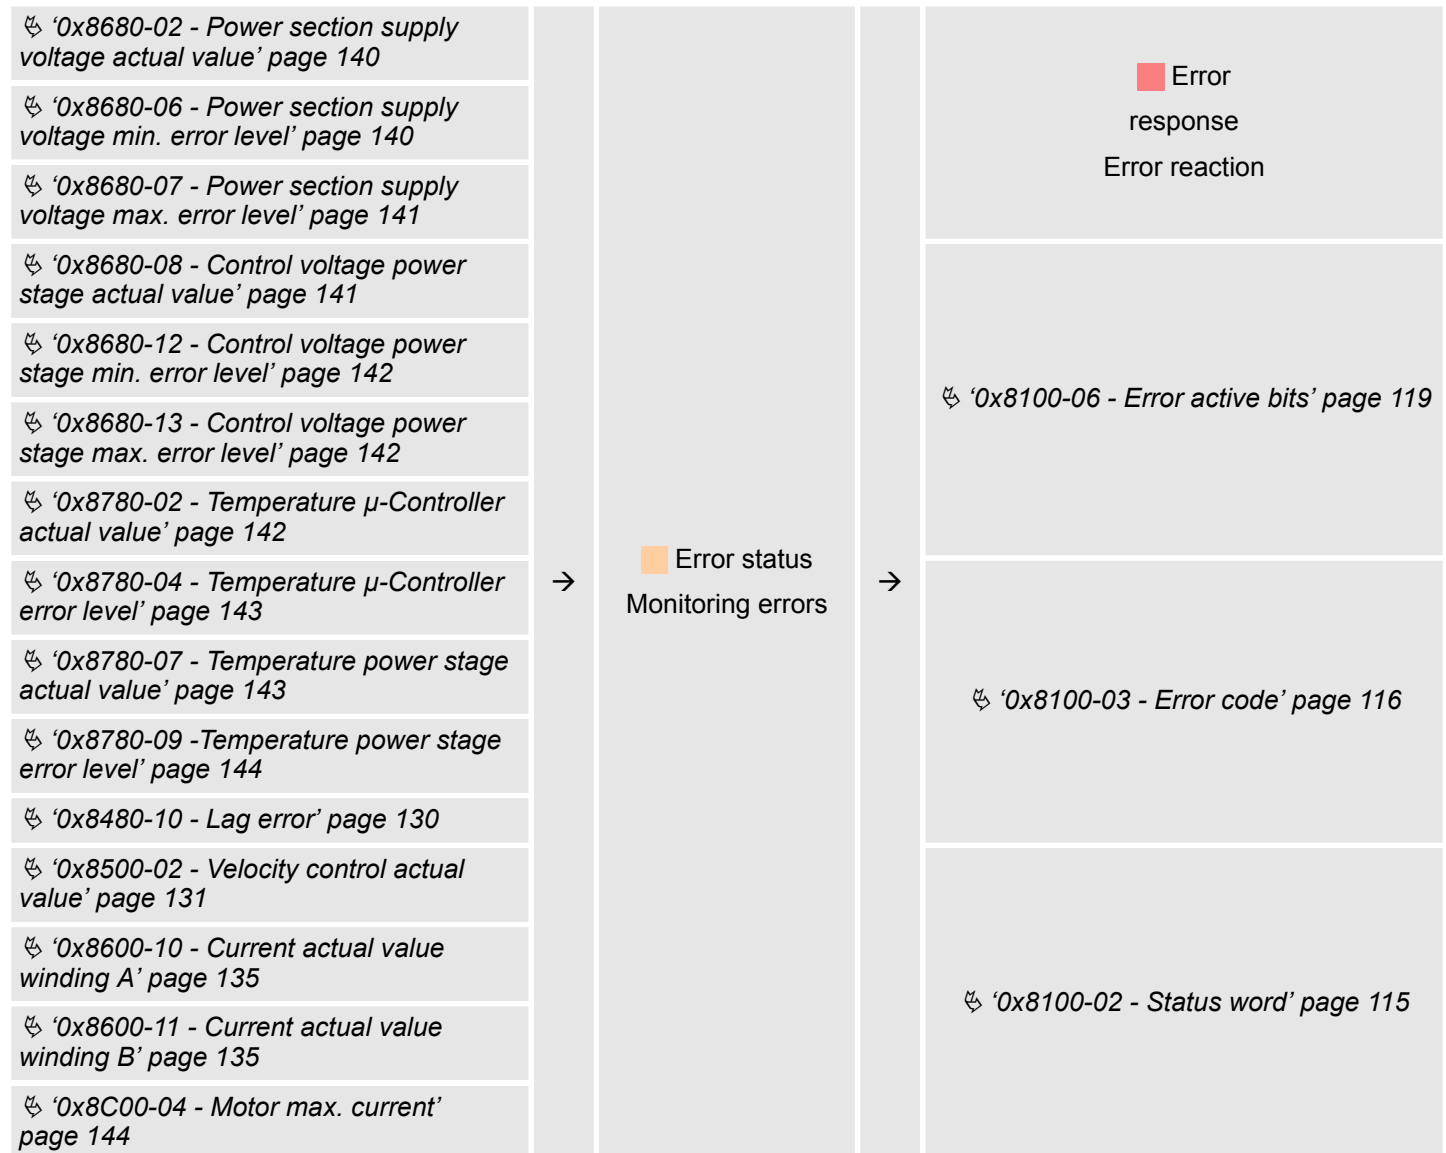 ↳ ‘0x8680-02 - Power section supply
voltage actual value’ page 140
↳ ‘0x8680-06 - Power section supply
voltage min. error level’ page 140
↳ ‘0x8680-07 - Power section supply
voltage max. error level’ page 141
↳ ‘0x8680-08 - Control voltage power
stage actual value’ page 141
↳ ‘0x8680-12 - Control voltage power
stage min. error level’ page 142
↳ ‘0x8680-13 - Control voltage power
stage max. error level’ page 142
↳ ‘0x8780-02 - Temperature µ-Controller
actual value’ page 142
↳ ‘0x8780-04 - Temperature µ-Controller
error level’ page 143
↳ ‘0x8780-07 - Temperature power stage
actual value’ page 143
↳ ‘0x8780-09 -Temperature power stage
error level’ page 144
↳ ‘0x8480-10 - Lag error’ page 130
↳ ‘0x8500-02 - Velocity control actual
value’ page 131
↳ ‘0x8600-10 - Current actual value
winding A’ page 135
↳ ‘0x8600-11 - Current actual value
winding B’ page 135
↳ ‘0x8C00-04 - Motor max. current’
page 144
→
Error status
Monitoring errors
→
Error
response
Error reaction
↳ ‘0x8100-06 - Error active bits’ page 119
↳ ‘0x8100-03 - Error code’ page 116
↳ ‘0x8100-02 - Status word’ page 115